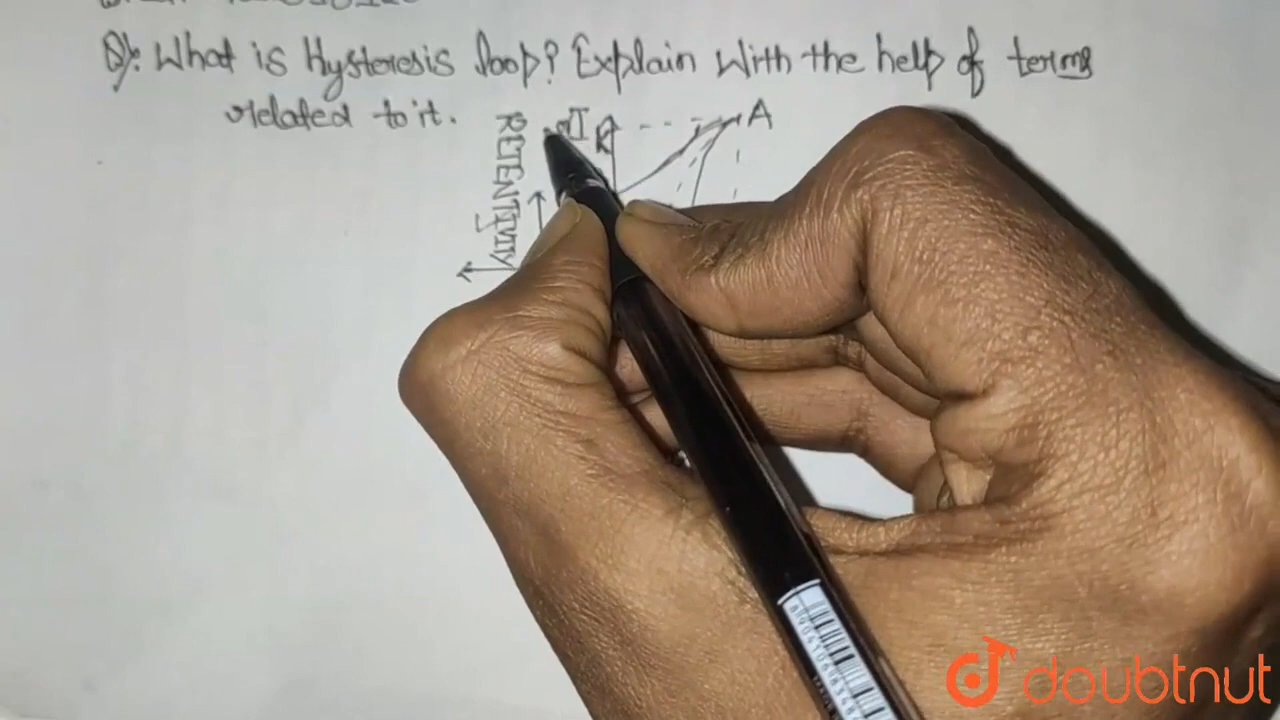 Q: What is Hysteresis Loop? Explain With the help of terms
related to it.
RETENTIVITY
I
A
doubtnut